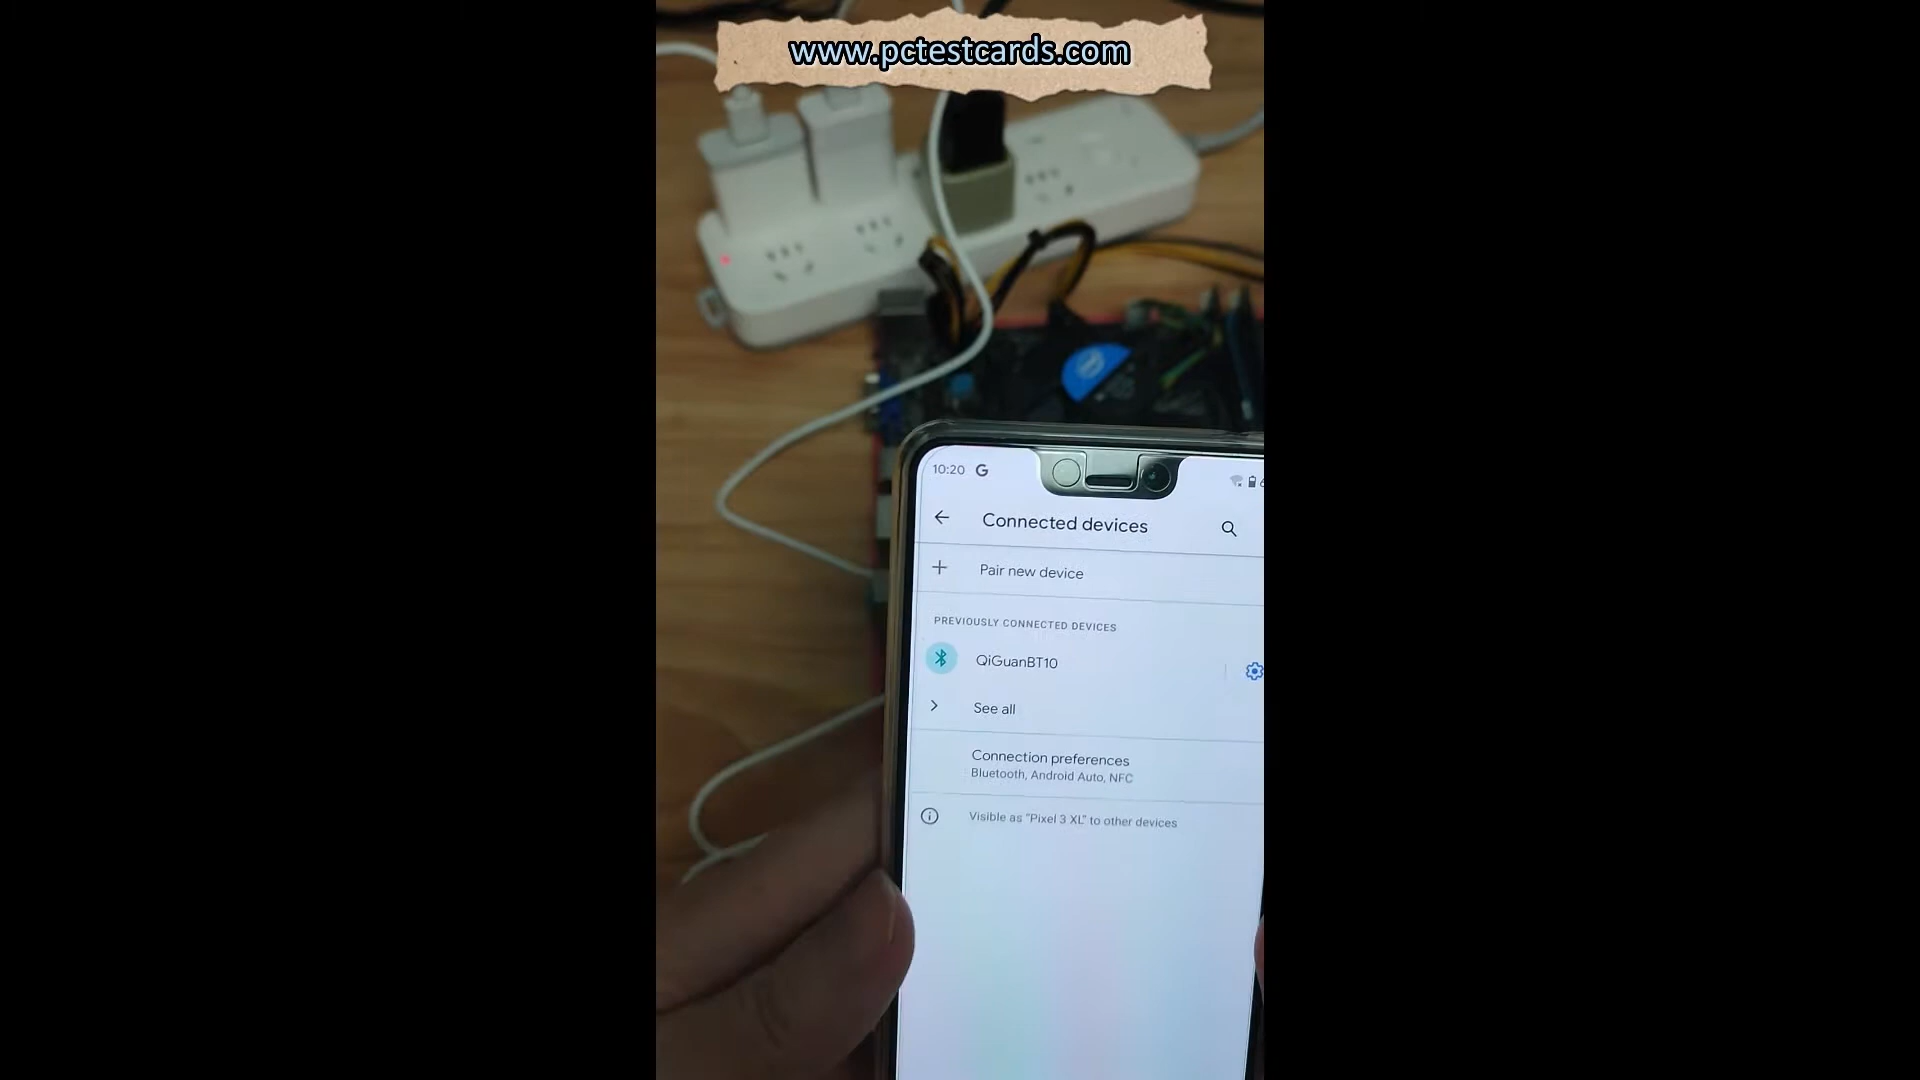 www.pctestcards.com
10:20 G
Connected devices
Pair new device
PREVIOUSLY CONNECTED DEVICES
QiGuanBT10
See all
Connection preferences
Bluetooth, Android Auto, NFC
Visible as "Pixel 3 XL" to other devices